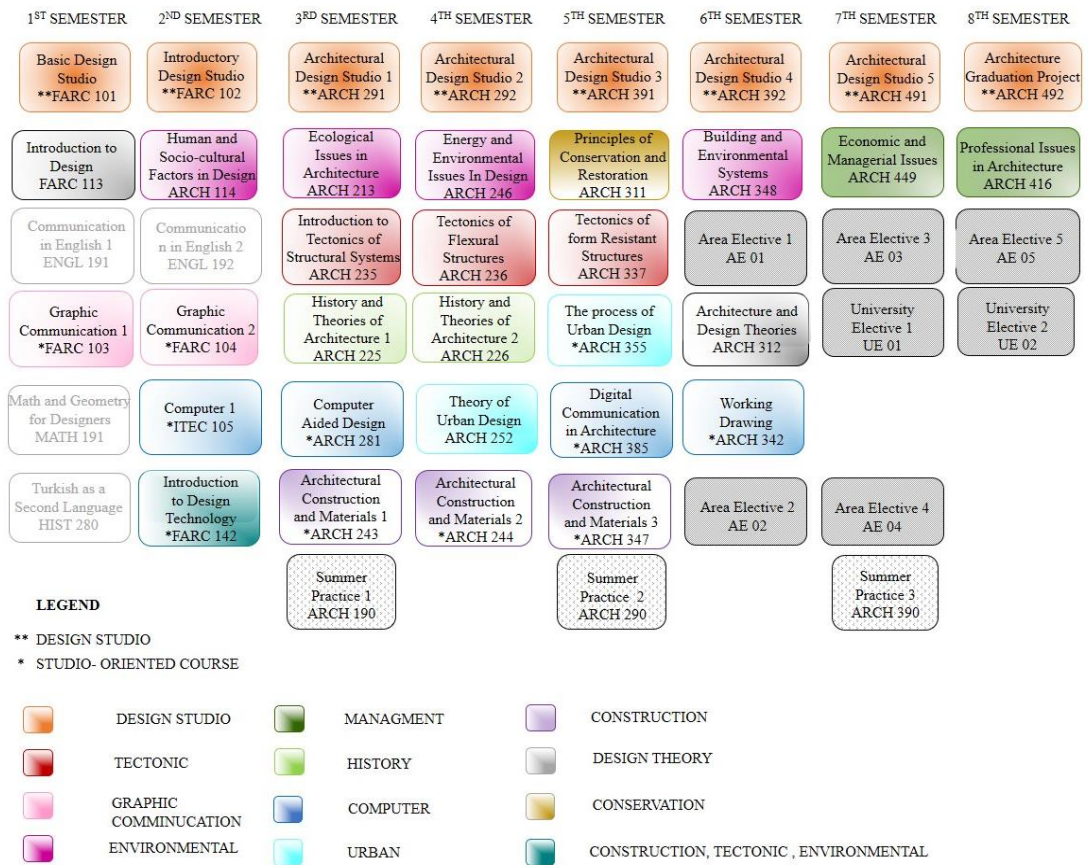 1ST SEMESTER
2ND SEMESTER
3RD SEMESTER
4TH SEMESTER
5TH SEMESTER
6TH SEMESTER
7TH SEMESTER
8TH SEMESTER
Basic Design
Studio
**FARC 101
Introductory
Design Studio
**FARC 102
Architectural
Design Studio 1
**ARCH 291
Architectural
Design Studio 2
**ARCH 292
Architectural
Design Studio 3
**ARCH 391
Architectural
Design Studio 4
**ARCH 392
Architectural
Design Studio 5
**ARCH 491
Architecture
Graduation Project
**ARCH 492
Introduction to
Design
FARC 113
Human and
Socio-cultural
Factors in Design
ARCH 114
Ecological
Issues in
Architecture
ARCH 213
Energy and
Environmental
Issues In Design
ARCH 246
Principles of
Conservation and
Restoration
ARCH 311
Building and
Environmental
Systems
ARCH 348
Economic and
Managerial Issues
ARCH 449
Professional Issues
in Architecture
ARCH 416
Communication
in English 1
ENGL 191
Communicatio
n in English 2
ENGL 192
Introduction to
Tectonics of
Structural Systems
ARCH 235
Tectonics of
Flexural
Structures
ARCH 236
Tectonics of
form Resistant
Structures
ARCH 337
Area Elective 1
AE 01
Area Elective 3
AE 03
Area Elective 5
AE 05
Graphic
Communication 1
*FARC 103
Graphic
Communication 2
*FARC 104
History and
Theories of
Architecture 1
ARCH 225
History and
Theories of
Architecture 2
ARCH 226
The process of
Urban Design
*ARCH 355
Architecture and
Design Theories
ARCH 312
University
Elective 1
UE 01
University
Elective 2
UE 02
Math and Geometry
for Designers
MATH 191
Computer 1
*ITEC 105
Computer
Aided Design
*ARCH 281
Theory of
Urban Design
ARCH 252
Digital
Communication
in Architecture
*ARCH 385
Working
Drawing
*ARCH 342
Turkish as a
Second Language
HIST 280
Introduction
to Design
Technology
*FARC 142
Architectural
Construction
and Materials 1
*ARCH 243
Architectural
Construction
and Materials 2
*ARCH 244
Architectural
Construction
and Materials 3
*ARCH 347
Area Elective 2
AE 02
Area Elective 4
AE 04
Summer
Practice 1
ARCH 190
Summer
Practice 2
ARCH 290
Summer
Practice 3
ARCH 390
LEGEND
** DESIGN STUDIO
* STUDIO- ORIENTED COURSE
DESIGN STUDIO
MANAGMENT
CONSTRUCTION
TECTONIC
HISTORY
DESIGN THEORY
GRAPHIC
COMMINUCATION
COMPUTER
CONSERVATION
ENVIRONMENTAL
URBAN
CONSTRUCTION, TECTONIC , ENVIRONMENTAL